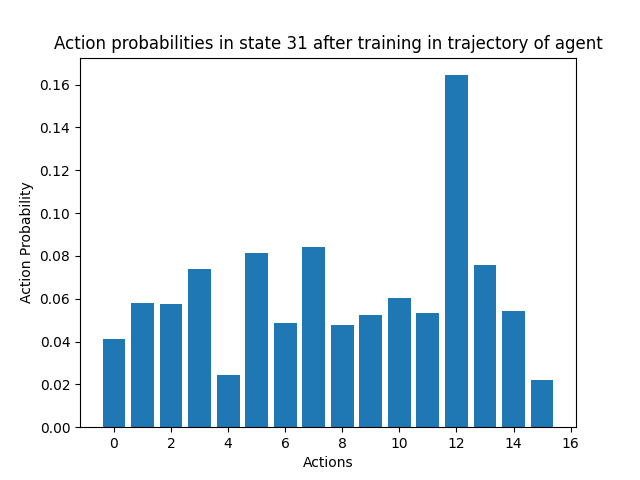 Action probabilities in state 31 after training in trajectory of agent
0.16
0.14
0.12
0.10
0.08
0.06
0.04
0.02
0.00
Action Probability
0 2 4 6 8 10 12 14 16
Actions